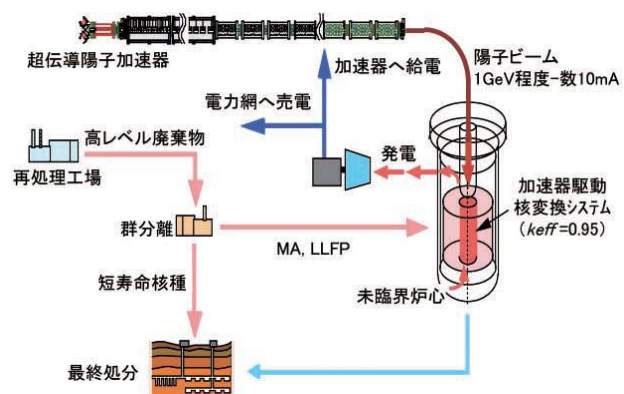 超伝導陽子加速器
加速器へ給電
陽子ビーム
1GeV程度-数10mA
電力網へ売電
高レベル廃棄物
発電
再処理工場
加速器駆動
核変換システム
(keff=0.95)
群分離
MA, LLFP
短寿命核種
未臨界炉心
最終処分